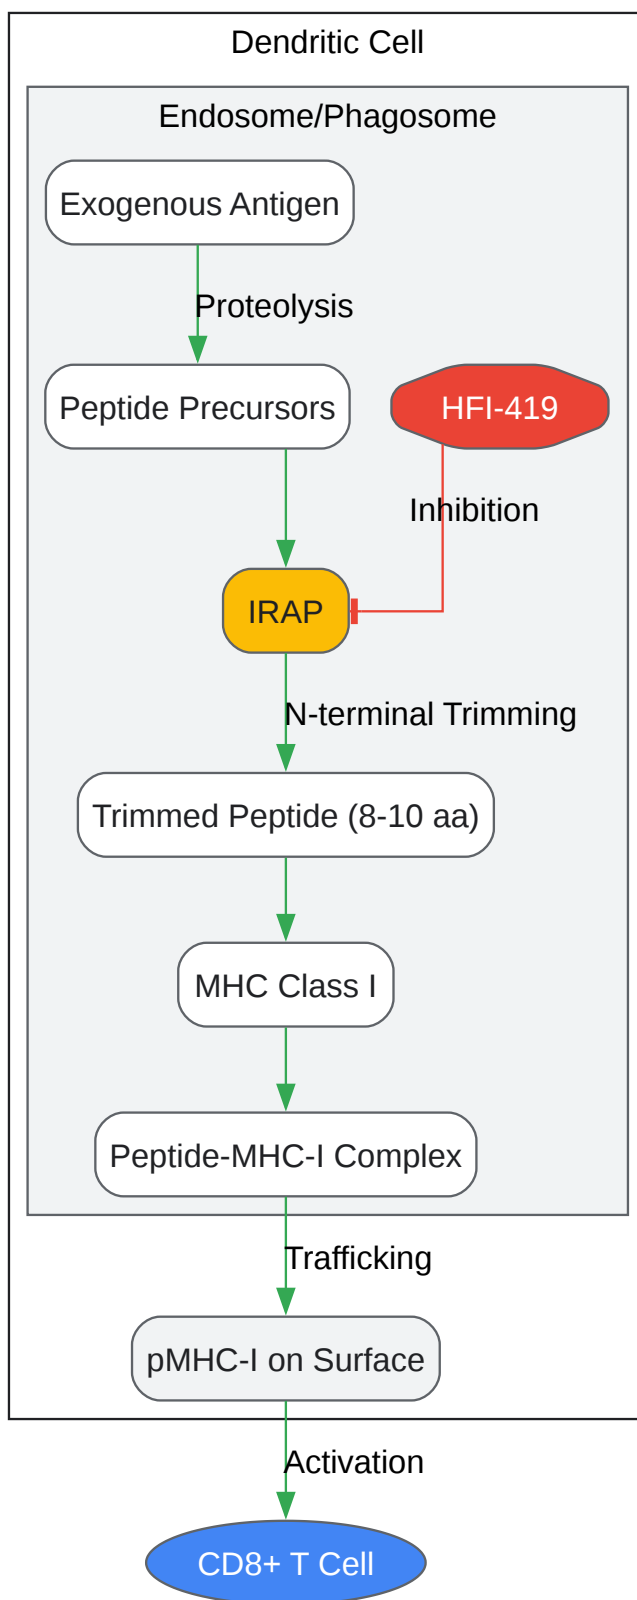 Dendritic Cell
Endosome/Phagosome
Exogenous Antigen
Proteolysis
Peptide Precursors
HFI-419
Inhibition
IRAP
N-terminal Trimming
Trimmed Peptide (8-10 aa)
MHC Class I
Peptide-MHC-I Complex
Trafficking
pMHC-I on Surface
Activation
CD8+ T Cell